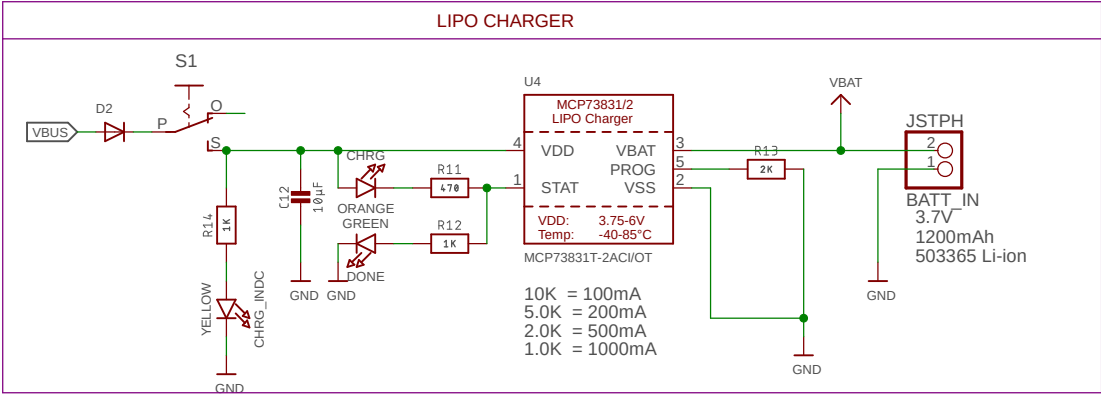 LIPO CHARGER
S1
D2
VBUS
P
O
S
U4
MCP73831/2
LIPO Charger
4
VDD
VBAT
3
PROG
5
1
STAT
VSS
2
VDD: 3.75-6V
Temp: -40-85°C
MCP73831T-2ACI/OT
CHRG
R11
470
ORANGE
GREEN
R12
1K
DONE
C12
10µF
R14
1K
YELLOW
CHRG_INDC
GND
GND
GND
10K = 100mA
5.0K = 200mA
2.0K = 500mA
1.0K = 1000mA
VBAT
R13
2K
JSTPH
2
1
BATT_IN
3.7V
1200mAh
503365 Li-ion
GND
GND